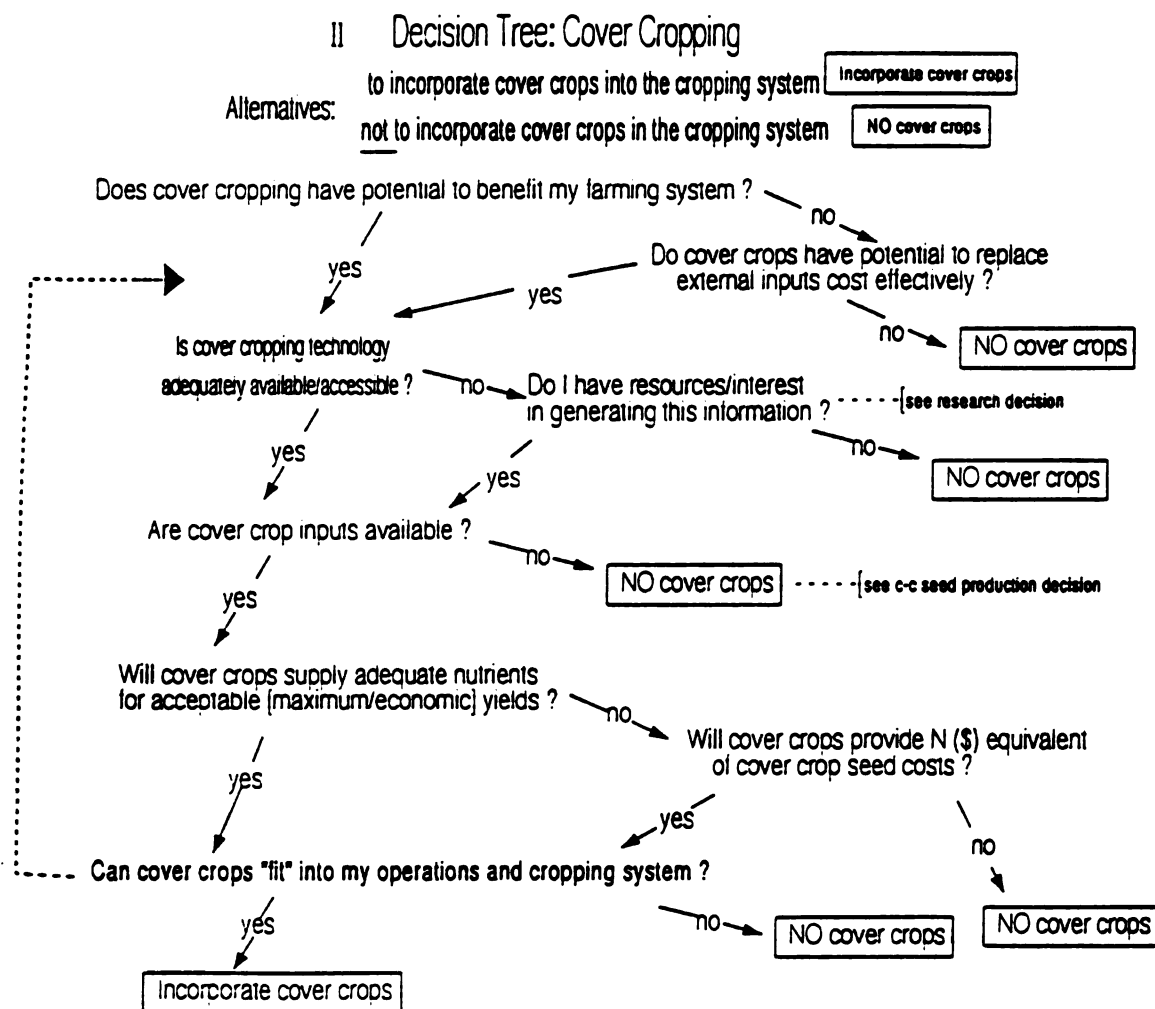 II Decision Tree: Cover Cropping
to incorporate cover crops into the cropping system Incorporate cover crops
Alternatives:
not to incorporate cover crops in the cropping system NO cover crops
Does cover cropping have potential to benefit my farming system ?
no
yes
Do cover crops have potential to replace
external inputs cost effectively ?
yes
no
NO cover crops
Is cover cropping technology
adequately available/accessible ?
no
Do I have resources/interest
in generating this information ?
[see research decision
yes
yes
no
NO cover crops
Are cover crop inputs available ?
no
NO cover crops
[see c-c seed production decision
yes
Will cover crops supply adequate nutrients
for acceptable [maximum/economic] yields ?
no
Will cover crops provide N ($) equivalent
of cover crop seed costs ?
yes
yes
no
Can cover crops "fit" into my operations and cropping system ?
yes
no
NO cover crops
NO cover crops
Incorporate cover crops